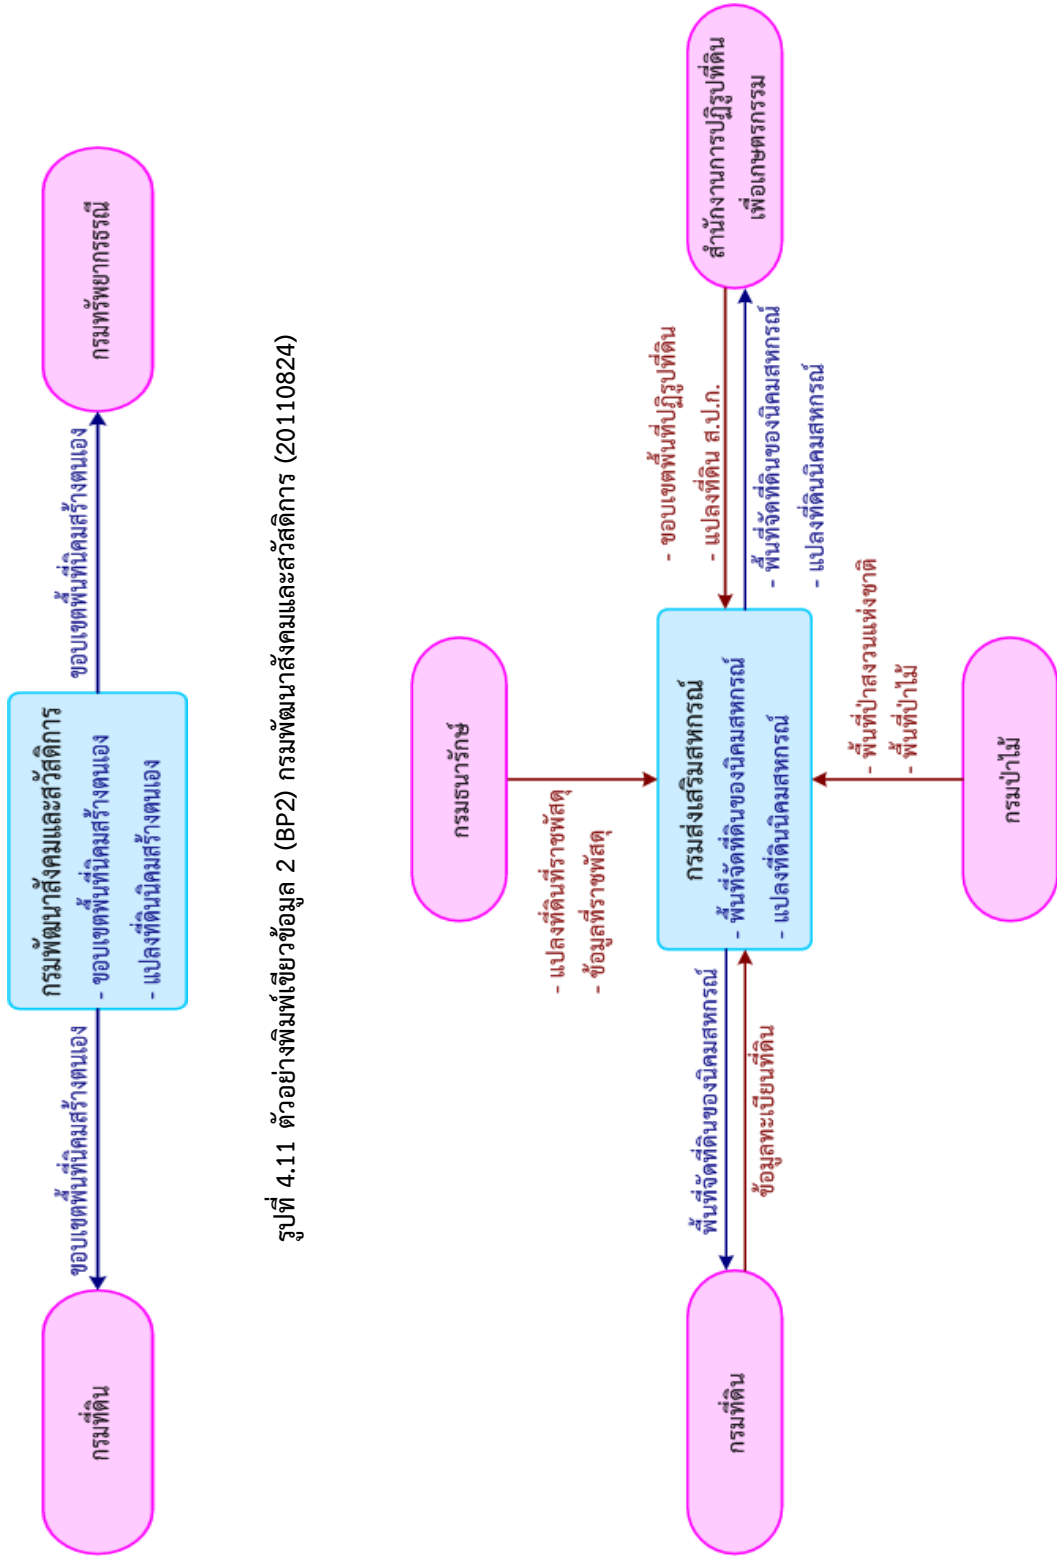 กรมที่ดิน
ขอบเขตพื้นที่นิคมสร้างตนเอง
กรมพัฒนาสังคมและสวัสดิการ
- ขอบเขตพื้นที่นิคมสร้างตนเอง
- แปลงที่ดินนิคมสร้างตนเอง
ขอบเขตพื้นที่นิคมสร้างตนเอง
กรมทรัพยากรธรณี
รูปที่ 4.11 ตัวอย่างพิมพ์เขียวข้อมูล 2 (BP2) กรมพัฒนาสังคมและสวัสดิการ (20110824)
กรมธนารักษ์
- แปลงที่ดินที่ราชพัสดุ
- ข้อมูลที่ราชพัสดุ
- ขอบเขตพื้นที่ปฏิรูปที่ดิน
- แปลงที่ดิน ส.ป.ก.
กรมที่ดิน
พื้นที่จัดที่ดินของนิคมสหกรณ์
ข้อมูลทะเบียนที่ดิน
กรมส่งเสริมสหกรณ์
- พื้นที่จัดที่ดินของนิคมสหกรณ์
- แปลงที่ดินนิคมสหกรณ์
- พื้นที่จัดที่ดินของนิคมสหกรณ์
- แปลงที่ดินนิคมสหกรณ์
สำนักงานการปฏิรูปที่ดิน
เพื่อเกษตรกรรม
- พื้นที่ป่าสงวนแห่งชาติ
- พื้นที่ป่าไม้
กรมป่าไม้